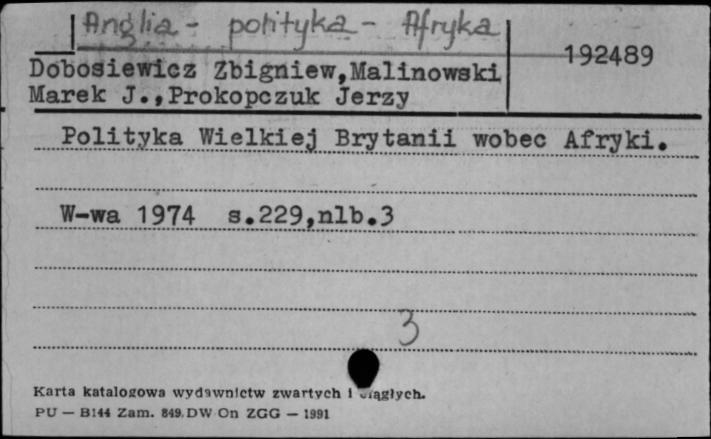 Anglia - polityka - Afryka
192489
Dobosiewicz Zbigniew,Malinowski
Marek J.,Prokopczuk Jerzy
Polityka Wielkiej Brytanii wobec Afryki.
W-wa 1974 s.229,nlb.3
3
Karta katalogowa wydawnictw zwartych i ciągłych.
PU — B144 Zam. 849.DW On ZGG — 1991